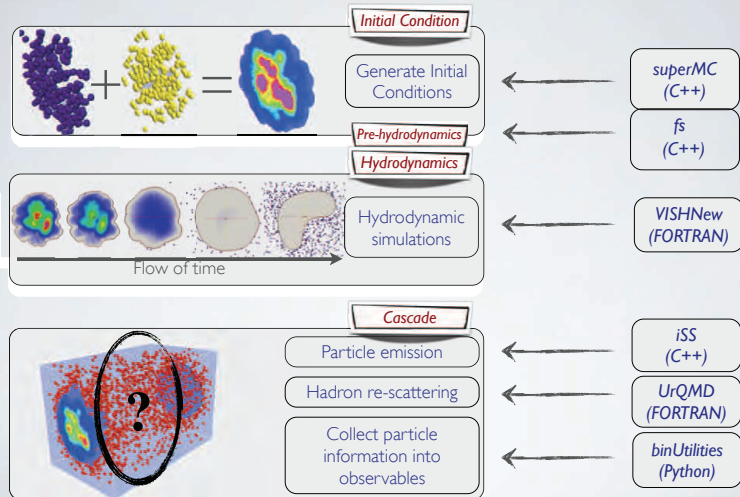 Initial Condition
Generate Initial
Conditions
superMC
(C++)
Pre-hydrodynamics
fs
(C++)
Hydrodynamics
Hydrodynamic
simulations
VISHNew
(FORTRAN)
Flow of time
Cascade
Particle emission
iSS
(C++)
Hadron re-scattering
UrQMD
(FORTRAN)
?
Collect particle
information into
observables
binUtilities
(Python)